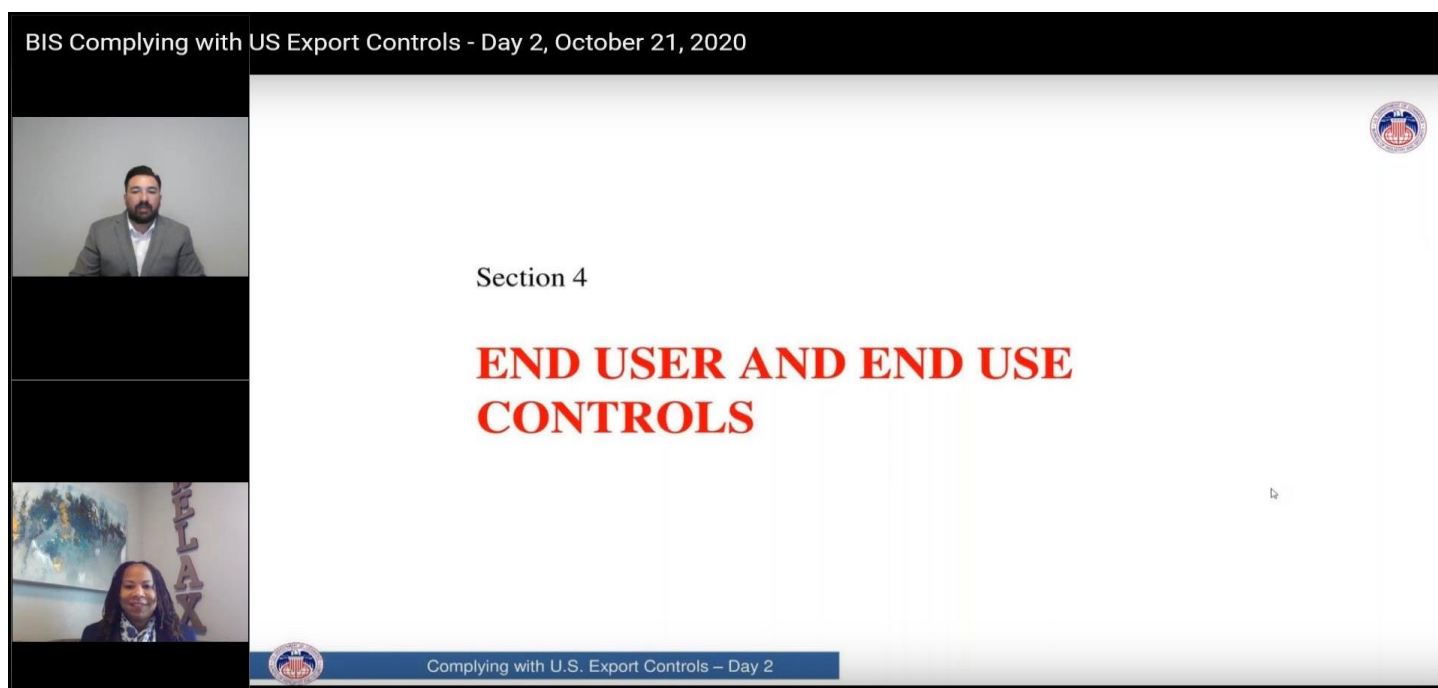 BIS Complying with US Export Controls - Day 2, October 21, 2020
Section 4
END USER AND END USE
CONTROLS
RELAX
Complying with U.S. Export Controls – Day 2